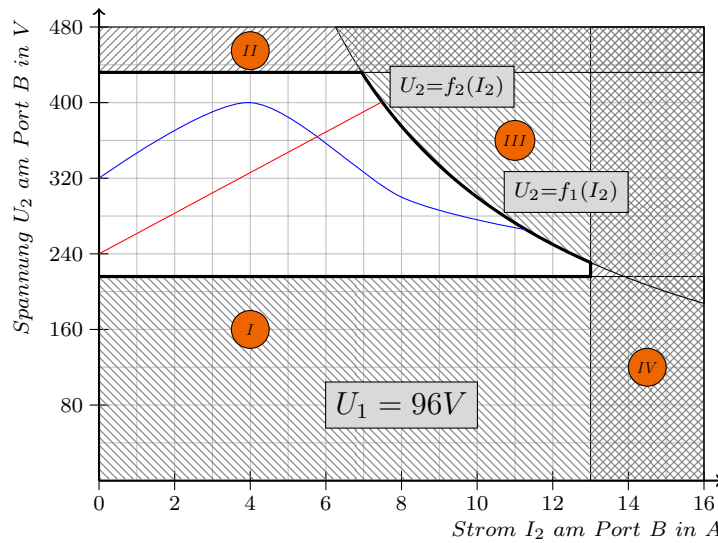 Spannung U₂ am Port B in V
480
400
320
240
160
80
II
U₂=f₂(I₂)
III
U₂=f₁(I₂)
I
IV
U₁ = 96V
0
2
4
6
8
10
12
14
16
Strom I₂ am Port B in A